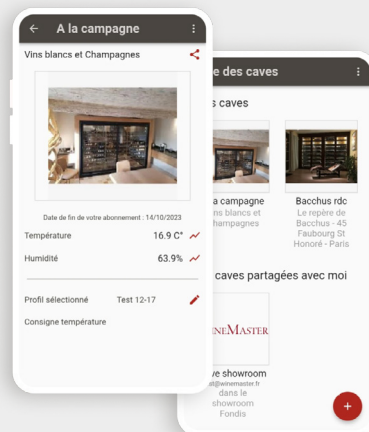 A la campagne
Vins blancs et Champagnes
Date de fin de votre abonnement : 14/10/2023
Température 16.9 C°
Humidité 63.9%
Profil sélectionné Test 12-17
Consigne température
e des caves
s caves
a campagne
ns blancs et
hampagnes
Bacchus rdc
Le repère de
Bacchus - 45
Faubourg St
Honoré - Paris
caves partagées avec moi
NEMASTER
ve showroom
st@winemaster.fr
dans le
showroom
Fondis
+